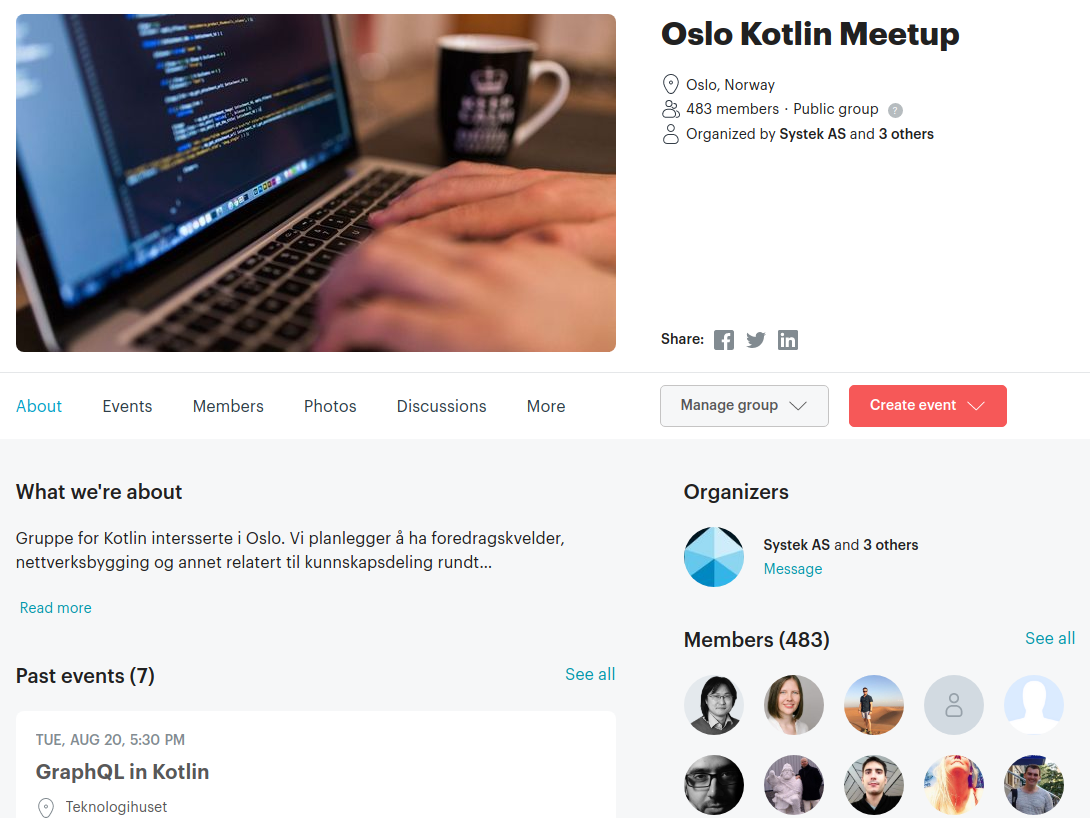 Oslo Kotlin Meetup
Oslo, Norway
483 members · Public group ?
Organized by Systek AS and 3 others
KEEP
CALM
Share:
About Events Members Photos Discussions More
Manage group
Create event
What we're about
Gruppe for Kotlin intersserte i Oslo. Vi planlegger å ha foredragskvelder,
nettverksbygging og annet relatert til kunnskapsdeling rundt...
Read more
Past events (7)
See all
TUE, AUG 20, 5:30 PM
GraphQL in Kotlin
Teknologihuset
Organizers
Systek AS and 3 others
Message
Members (483)
See all